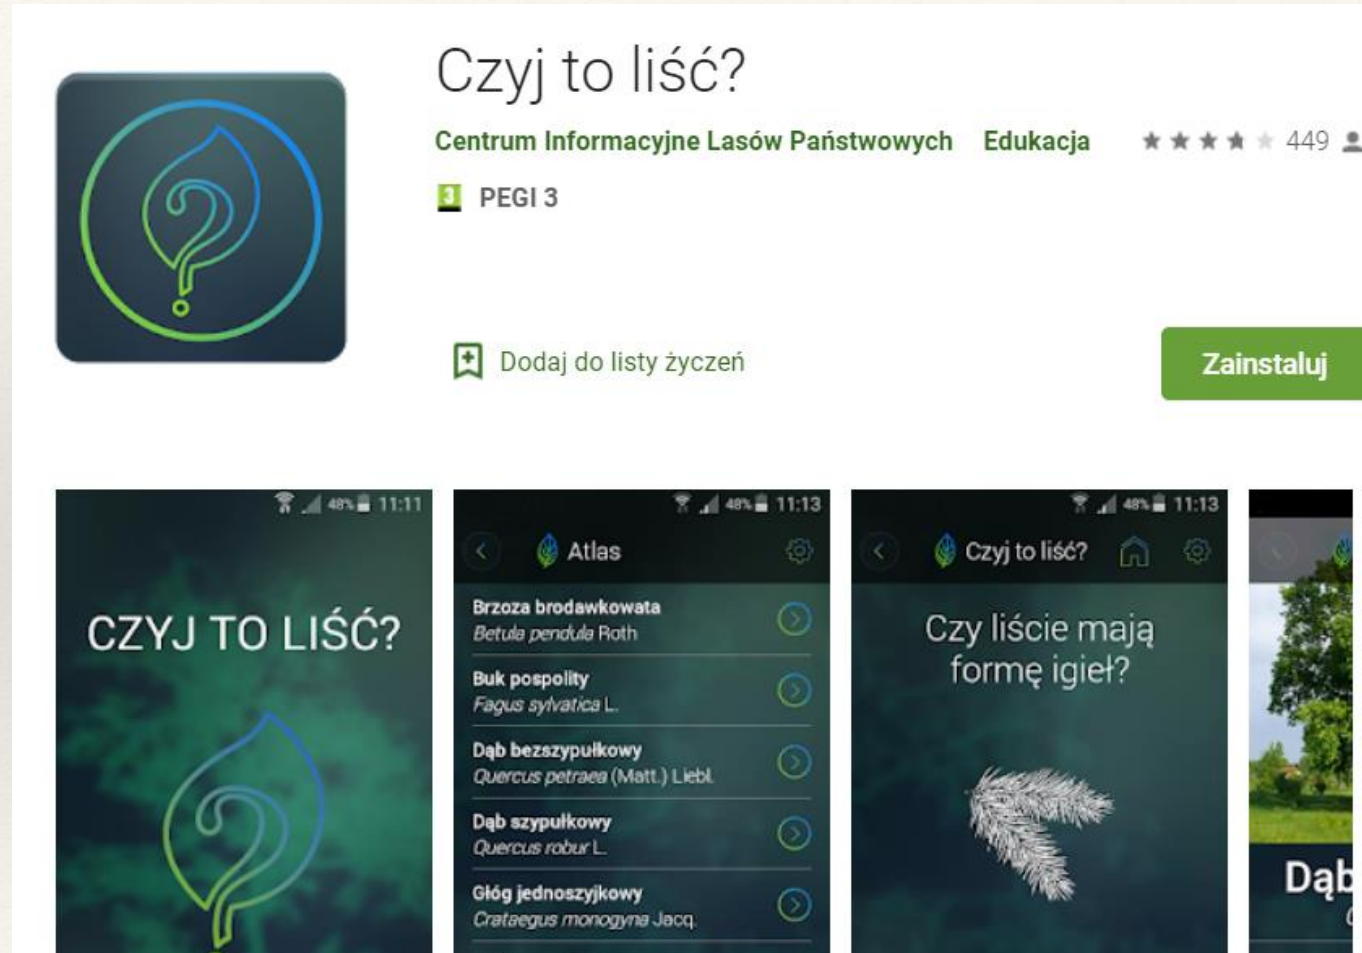 Czyj to liść?
Centrum Informacyjne Lasów Państwowych Edukacja 449
3 PEGI 3
Dodaj do listy życzeń
Zainstaluj
48% 11:11
CZYJ TO LIŚĆ?
48% 11:13
Atlas
Brzoza brodawkowata
Betula pendula Roth
Buk pospolity
Fagus sylvatica L.
Dąb bezszypułkowy
Quercus petraea (Matt.) Liebl.
Dąb szypułkowy
Quercus robur L.
Głóg jednoszyjkowy
Crataegus monogyna Jacq.
48% 11:13
Czyj to liść?
Czy liście mają
formę igieł?
Dąb